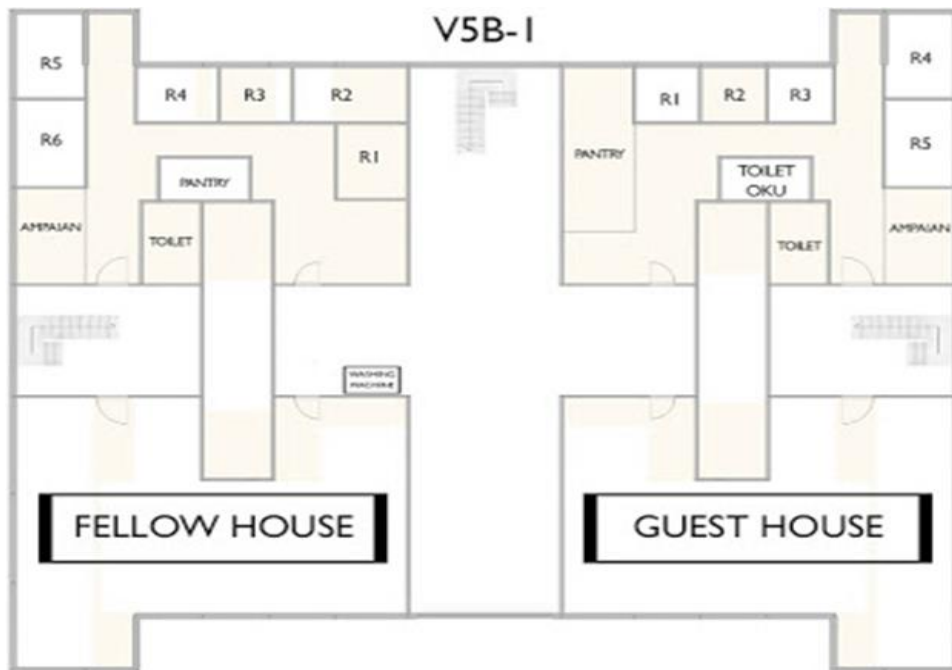 V5B-1
R5
R4
R3
R2
R6
R1
PANTRY
AMPAIAN
TOILET
WASHING
MACHINE
FELLOW HOUSE
R1
R2
R3
R4
PANTRY
R5
TOILET
OKU
TOILET
AMPAIAN
GUEST HOUSE